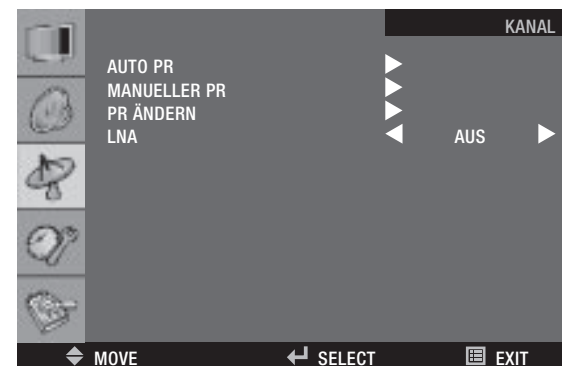 KANAL
AUTO PR
MANUELLER PR
PR ÄNDERN
LNA AUS
MOVE SELECT EXIT